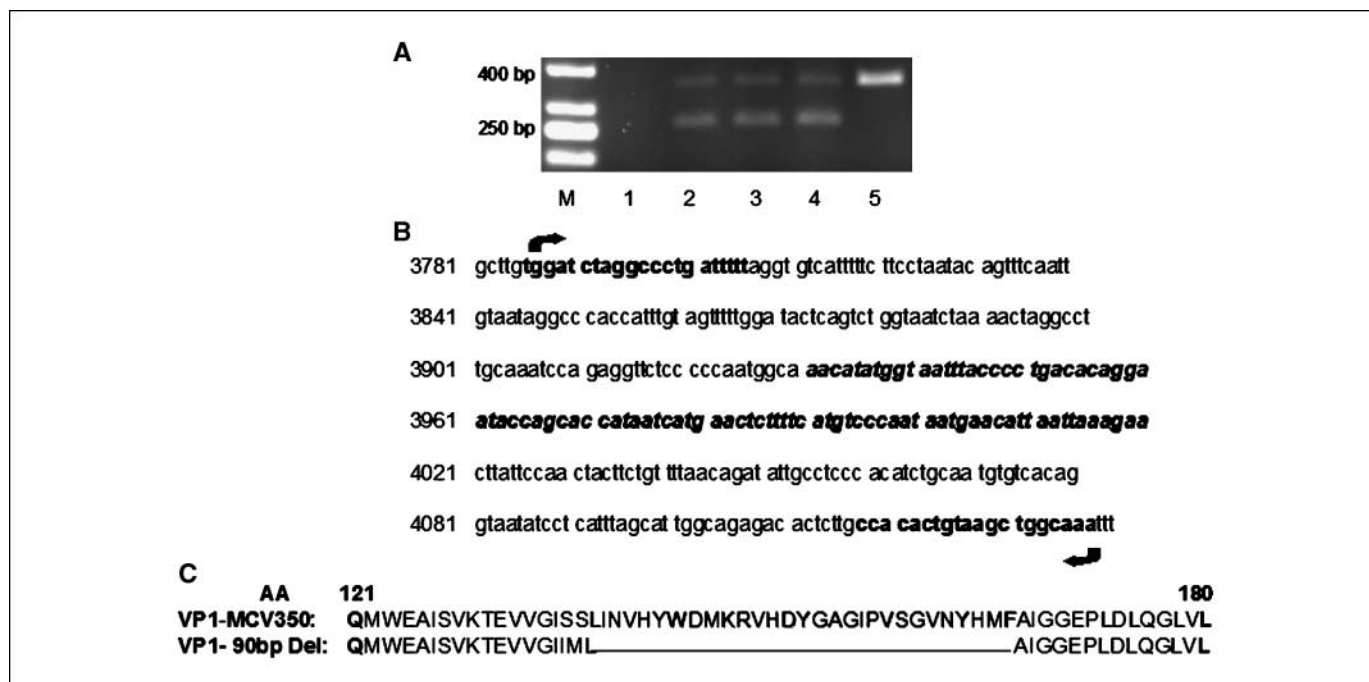 A
400 bp
250 bp
M 1 2 3 4 5
B
3781 gcttgtggat ctaggccctg atttttaggt gtcatttttc ttcctaatac agtttcaatt
3841 gtaataggcc caccatttgt agtttttgga tactcagtct ggtaatctaa aactaggcct
3901 tgcaaatcca gaggttctcc cccaatggca aacatatggt aatttacccc tgacacagga
3961 ataccagcac cataatcatg aactcttttc atgtcccaat aatgaacatt aattaaagaa
4021 cttattccaa ctacttctgt tttaacagat attgcctccc acatctgcaa tgtgtcacag
4081 gtaatatcct catttagcat tggcagagac actcttgcca cactgtaagc tggcaaattt
C
AA 121 180
VP1-MCV350: QMWEAISVKTEVVGISSLINVHYWDMKRVHDYGAGIPVSGVNYHMFAIGGEPLDLQGLVL
VP1- 90bp Del: QMWEAISVKTEVVGIIMLAIGGEPLDLQGLVL